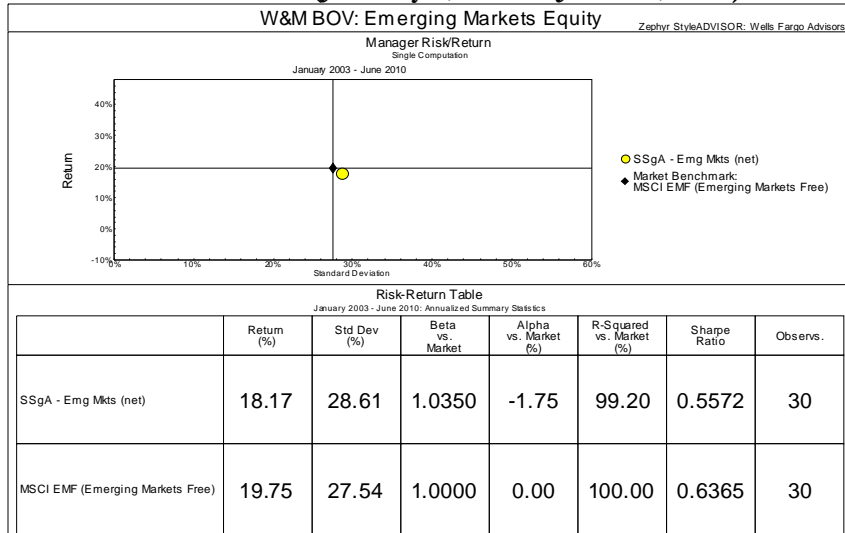 W&M BOV: Emerging Markets Equity
Zephyr StyleADVISOR: Wells Fargo Advisors
Manager Risk/Return
Single Computation
January 2003 - June 2010
40%
30%
20%
10%
0%
-10%
Return
0% 10% 20% 30% 40% 50% 60%
Standard Deviation
SSgA - Emg Mkts (net)
Market Benchmark:
MSCI EMF (Emerging Markets Free)
Risk-Return Table
January 2003 - June 2010: Annualized Summary Statistics
Return (%) Std Dev (%) Beta vs. Market Alpha vs. Market (%) R-Squared vs. Market (%) Sharpe Ratio Observs.
SSgA - Emg Mkts (net) 18.17 28.61 1.0350 -1.75 99.20 0.5572 30
MSCI EMF (Emerging Markets Free) 19.75 27.54 1.0000 0.00 100.00 0.6365 30